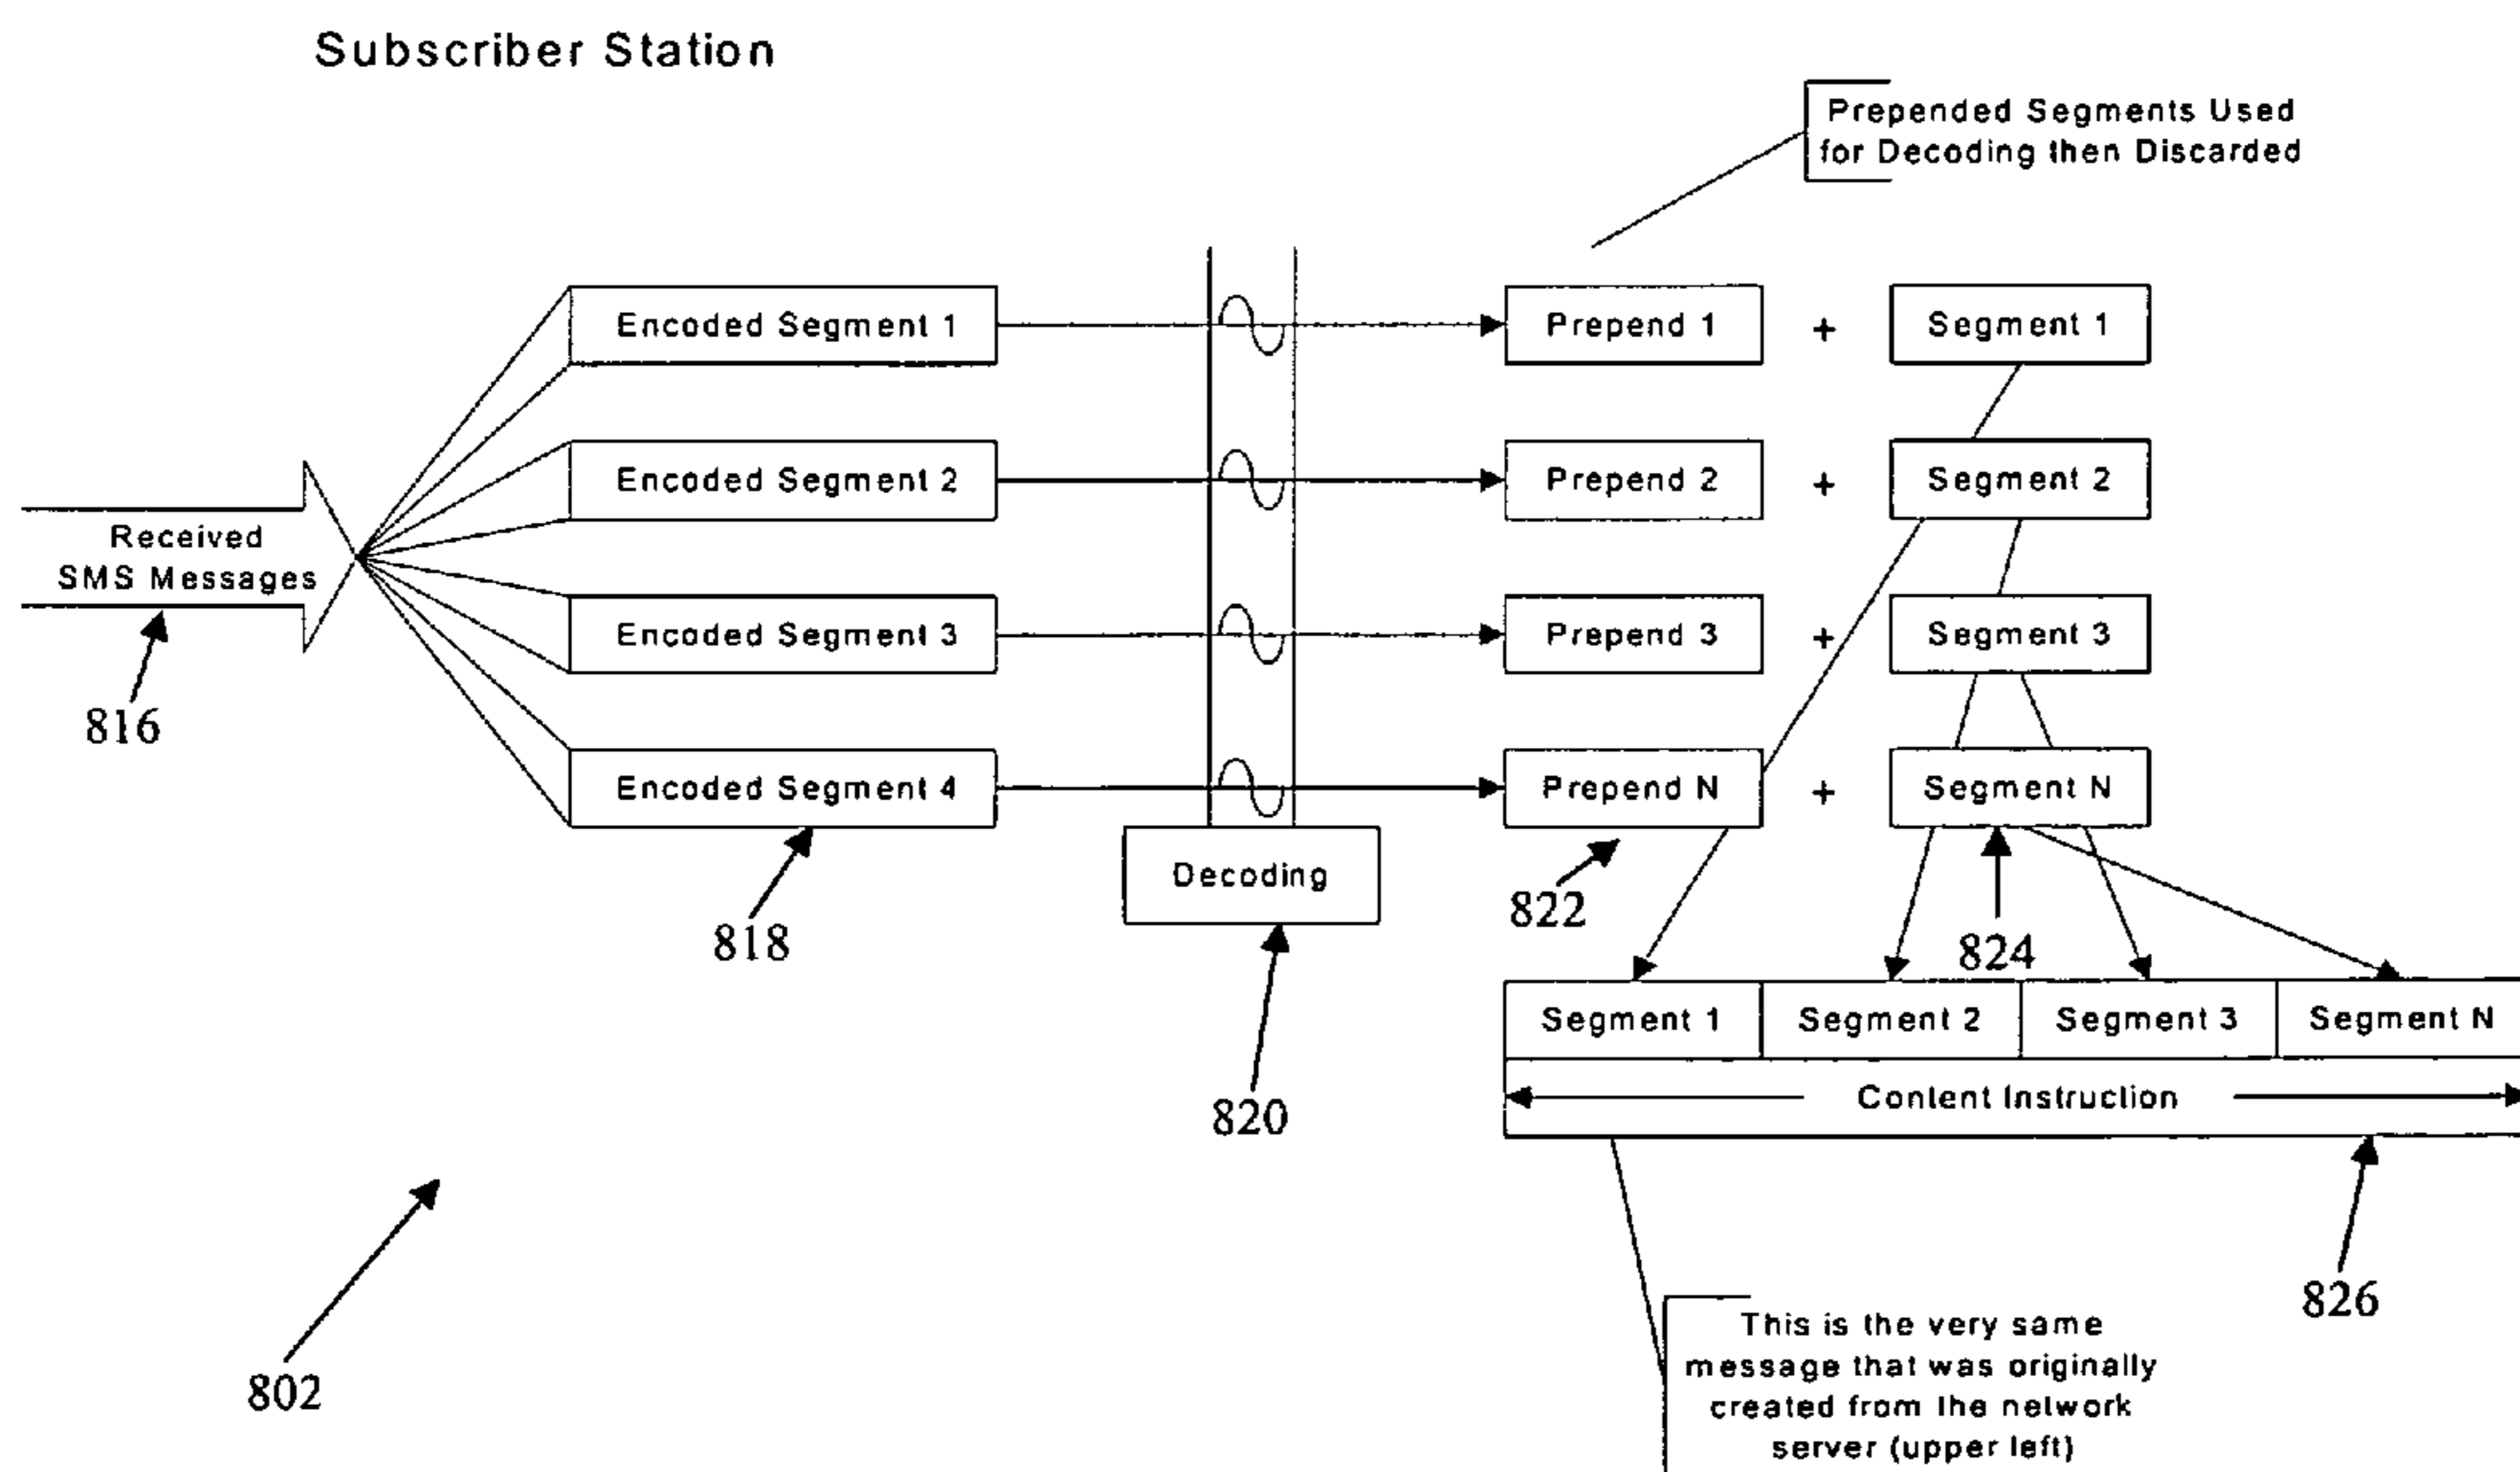 Subscriber Station
Prepended Segments Used
for Decoding then Discarded
Encoded Segment 1
Prepend 1
+
Segment 1
Encoded Segment 2
Prepend 2
+
Segment 2
Received
SMS Messages
Encoded Segment 3
Prepend 3
+
Segment 3
816
Encoded Segment 4
Prepend N
+
Segment N
Decoding
818
822
824
820
Segment 1
Segment 2
Segment 3
Segment N
Content Instruction
826
802
This is the very same
message that was originally
created from the network
server (upper left)